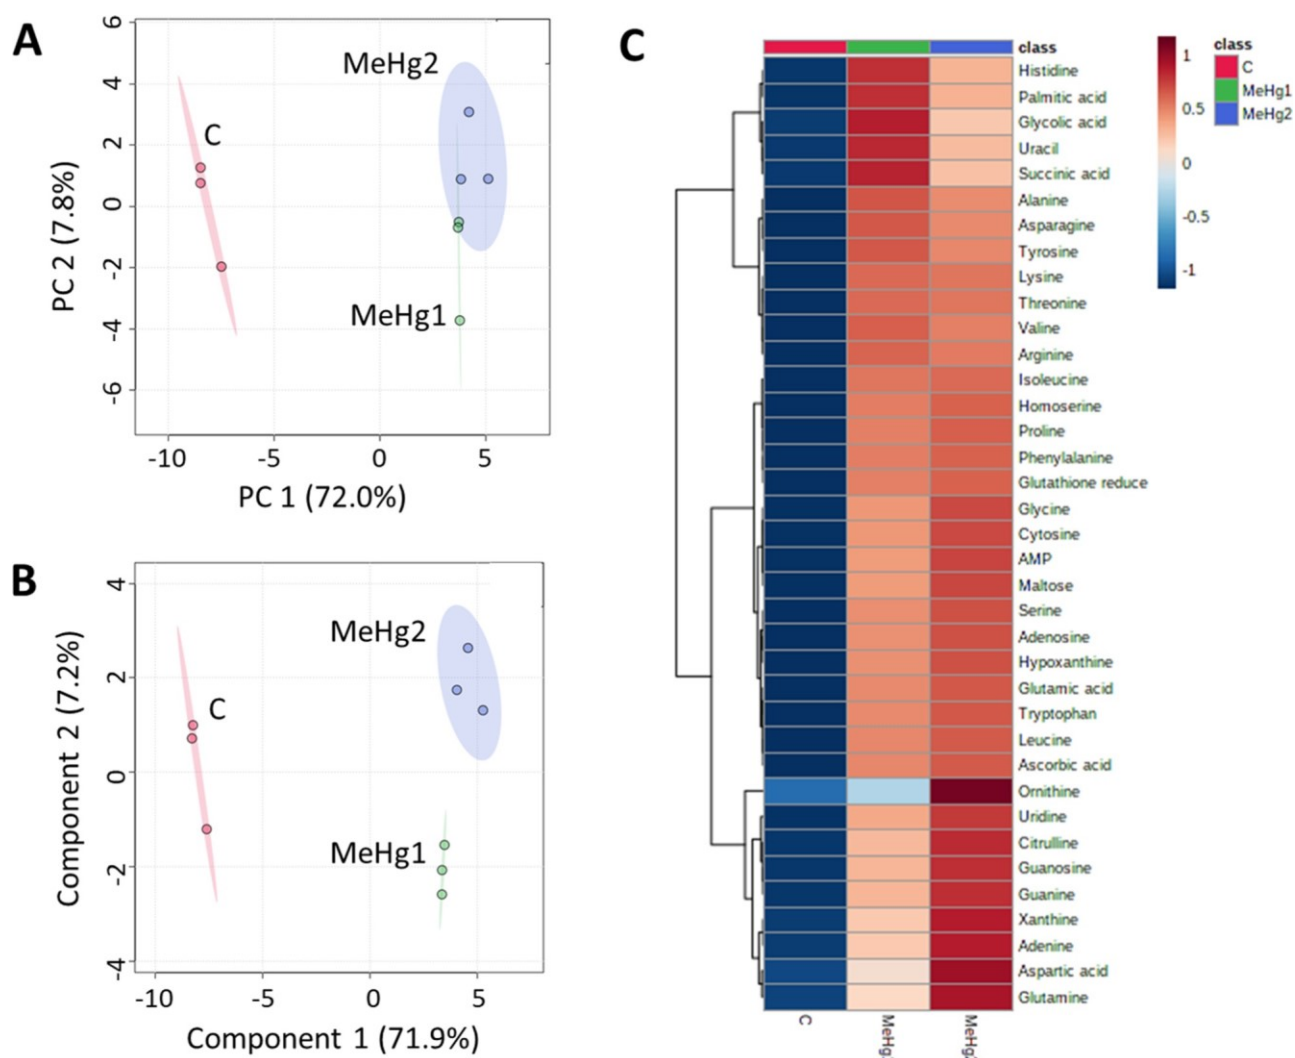 A
6
4
2
0
-2
-4
-6
PC 2 (7.8%)
MeHg2
C
MeHg1
-10
-5
0
5
PC 1 (72.0%)
B
4
2
0
-2
-4
Component 2 (7.2%)
MeHg2
C
MeHg1
-10
-5
0
5
Component 1 (71.9%)
C
class
Histidine
Palmitic acid
Glycolic acid
Uracil
Succinic acid
Alanine
Asparagine
Tyrosine
Lysine
Threonine
Valine
Arginine
Isoleucine
Homoserine
Proline
Phenylalanine
Glutathione reduce
Glycine
Cytosine
AMP
Maltose
Serine
Adenosine
Hypoxanthine
Glutamic acid
Tryptophan
Leucine
Ascorbic acid
Ornithine
Uridine
Citrulline
Guanosine
Guanine
Xanthine
Adenine
Aspartic acid
Glutamine
C
1
0.5
0
-0.5
-1
class
C
MeHg1
MeHg2